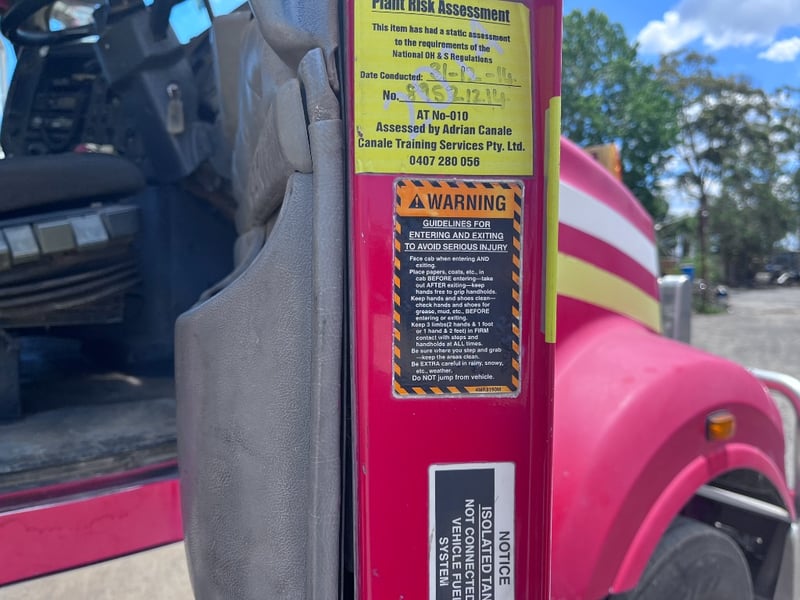 Plant Risk Assessment
This item has had a static assessment
to the requirements of the
National OH & S Regulations
Date Conducted: 31-12-14.
No.
AT No-010
Assessed by Adrian Canale
Canale Training Services Pty. Ltd.
0407 280 056
WARNING
GUIDELINES FOR
ENTERING AND EXITING
TO AVOID SERIOUS INJURY
Face cab when entering AND
exiting.
Place papers, coats, etc., in
cab BEFORE entering—take
out AFTER exiting—keep
hands free to grip handholds.
Keep hands and shoes clean—
check hands and shoes for
grease, mud, etc., BEFORE
entering or exiting.
Keep 3 limbs(2 hands & 1 foot
or 1 hand & 2 feet) in FIRM
contact with steps and
handholds at ALL times.
Be sure where you step and grab
—keep the areas clean.
Be EXTRA careful in rainy, snowy,
etc., weather.
Do NOT jump from vehicle.
NOTICE
ISOLATED TAN
NOT CONNECTED
VEHICLE FUEL
SYSTEM